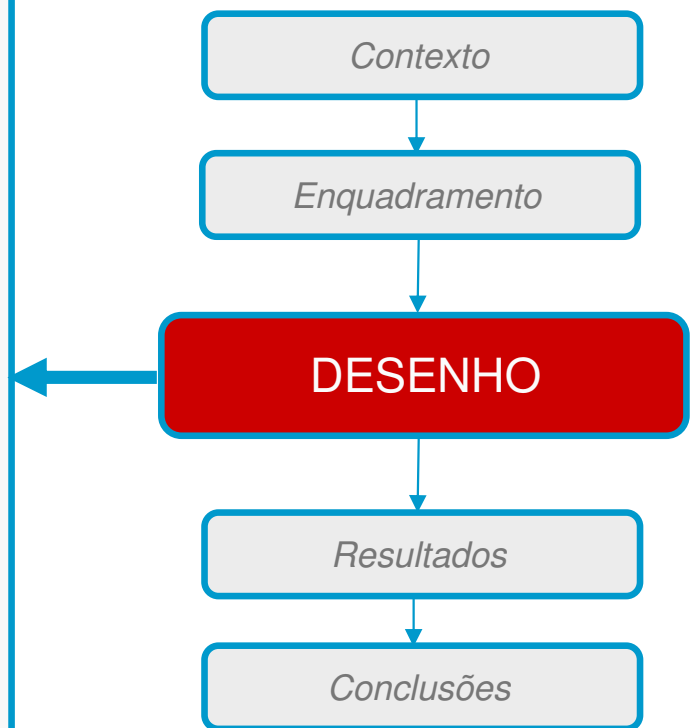 Contexto
Enquadramento
DESENHO
Resultados
Conclusões